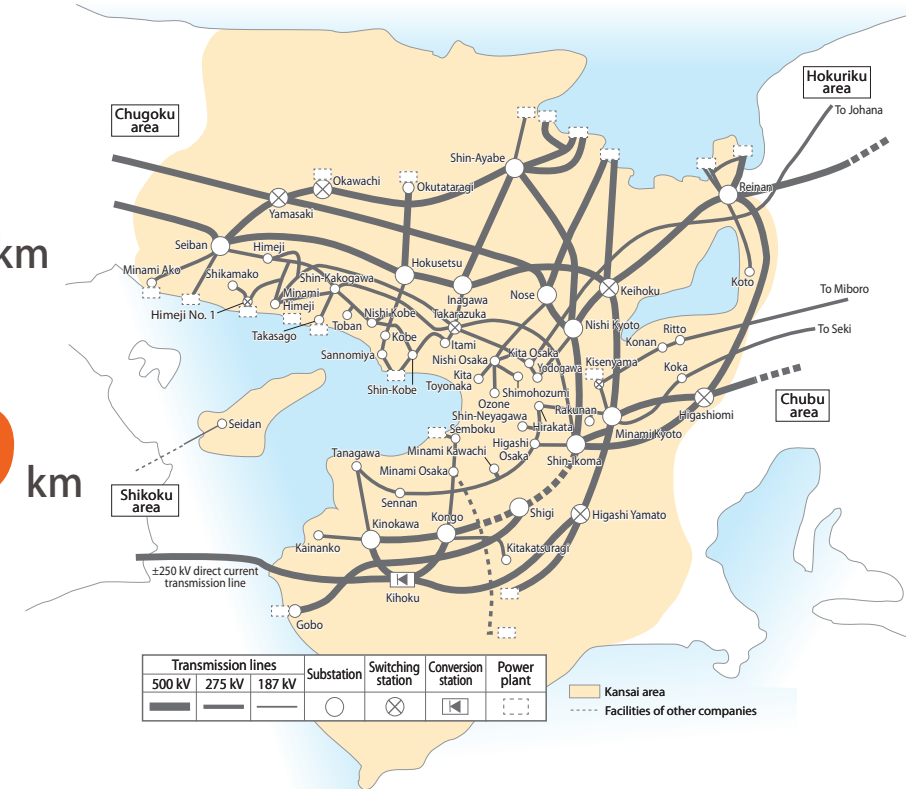 km
km
Hokuriku
area
To Johana
Chugoku
area
Shin-Ayabe
Okawachi
Okutataragi
Reinan
Yamasaki
Seiban
Himeji
Minami Ako
Shikamako
Shin-Kakogawa
Hokusetsu
Koto
Minami
Himeji
Inagawa
Nose
Keihoku
To Miboro
Himeji No. 1
Takasago
Toban
Nishi Kobe
Takarazuka
Nishi Kyoto
Ritto
To Seki
Kobe
Itami
Konan
Sannomiya
Nishi Osaka
Kita Osaka
Kisenyama
Yodogawa
Koka
Kita
Toyonaka
Shin-Kobe
Shimohozumi
Ozone
Rakunan
Higashiomi
Chubu
area
Seidan
Shin-Neyagawa
Hirakata
Minami Kyoto
Semboku
Higashi
Osaka
Shin-Ikoma
Tanagawa
Minami Kawachi
Minami Osaka
Shikoku
area
Sennan
Kinokawa
Kongo
Shigi
Higashi Yamato
Kainanko
Kitakatsuragi
±250 kV direct current
transmission line
Kihoku
Gobo
Transmission lines
500 kV
275 kV
187 kV
Substation
Switching
station
Conversion
station
Power
plant
Kansai area
Facilities of other companies